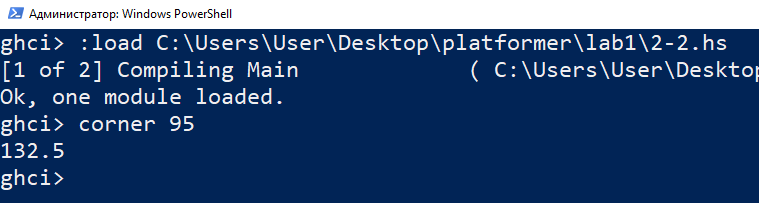 Администратор: Windows PowerShell
ghci> :load C:\Users\User\Desktop\platformer\lab1\2-2.hs
[1 of 2] Compiling Main             ( C:\Users\User\Desktop
Ok, one module loaded.
ghci> corner 95
132.5
ghci>